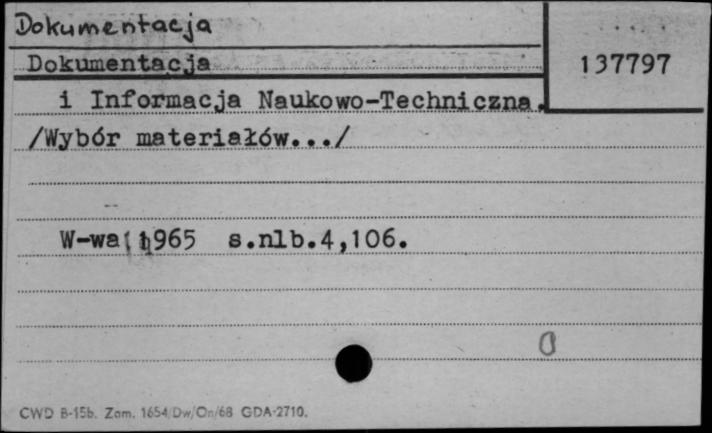 Dokumentacja
Dokumentacja
137797
i Informacja Naukowo-Techniczna.
/Wybór materiałów.../
W-wa 1965 s.nlb.4,106.
0
CWD B-15b. Zam. 1654/Dw/On/68 GDA-2710.